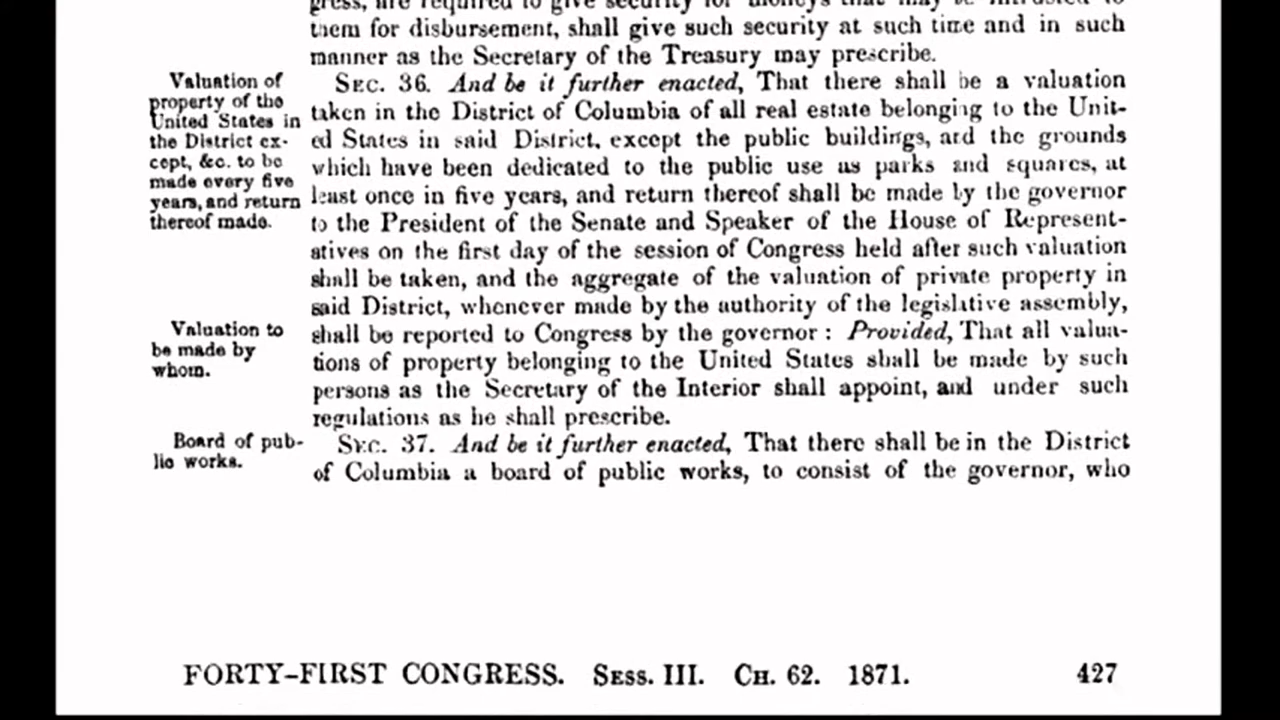 gress, are required to give security for moneys that may be intrusted to
them for disbursement, shall give such security at such time and in such
manner as the Secretary of the Treasury may prescribe.
Valuation of
property of the
United States in
the District ex-
cept, &c. to be
made every five
years, and return
thereof made.
SEC. 36. And be it further enacted, That there shall be a valuation
taken in the District of Columbia of all real estate belonging to the Unit-
ed States in said District, except the public buildings, and the grounds
which have been dedicated to the public use as parks and squares, at
least once in five years, and return thereof shall be made by the governor
to the President of the Senate and Speaker of the House of Represent-
atives on the first day of the session of Congress held after such valuation
shall be taken, and the aggregate of the valuation of private property in
said District, whenever made by the authority of the legislative assembly,
Valuation to
be made by
whom.
shall be reported to Congress by the governor: Provided, That all valua-
tions of property belonging to the United States shall be made by such
persons as the Secretary of the Interior shall appoint, and under such
regulations as he shall prescribe.
Board of pub-
lic works.
SEC. 37. And be it further enacted, That there shall be in the District
of Columbia a board of public works, to consist of the governor, who
FORTY-FIRST CONGRESS. SESS. III. CH. 62. 1871. 427